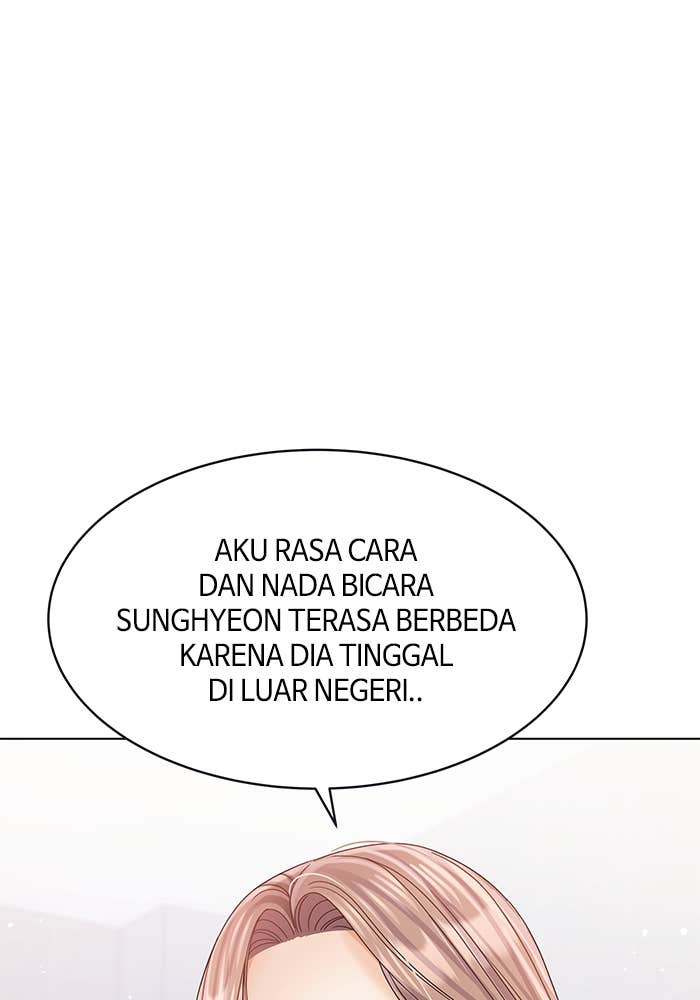 AKU RASA CARA
DAN NADA BICARA
SUNGHYEON TERASA BERBEDA
KARENA DIA TINGGAL
DI LUAR NEGERI..